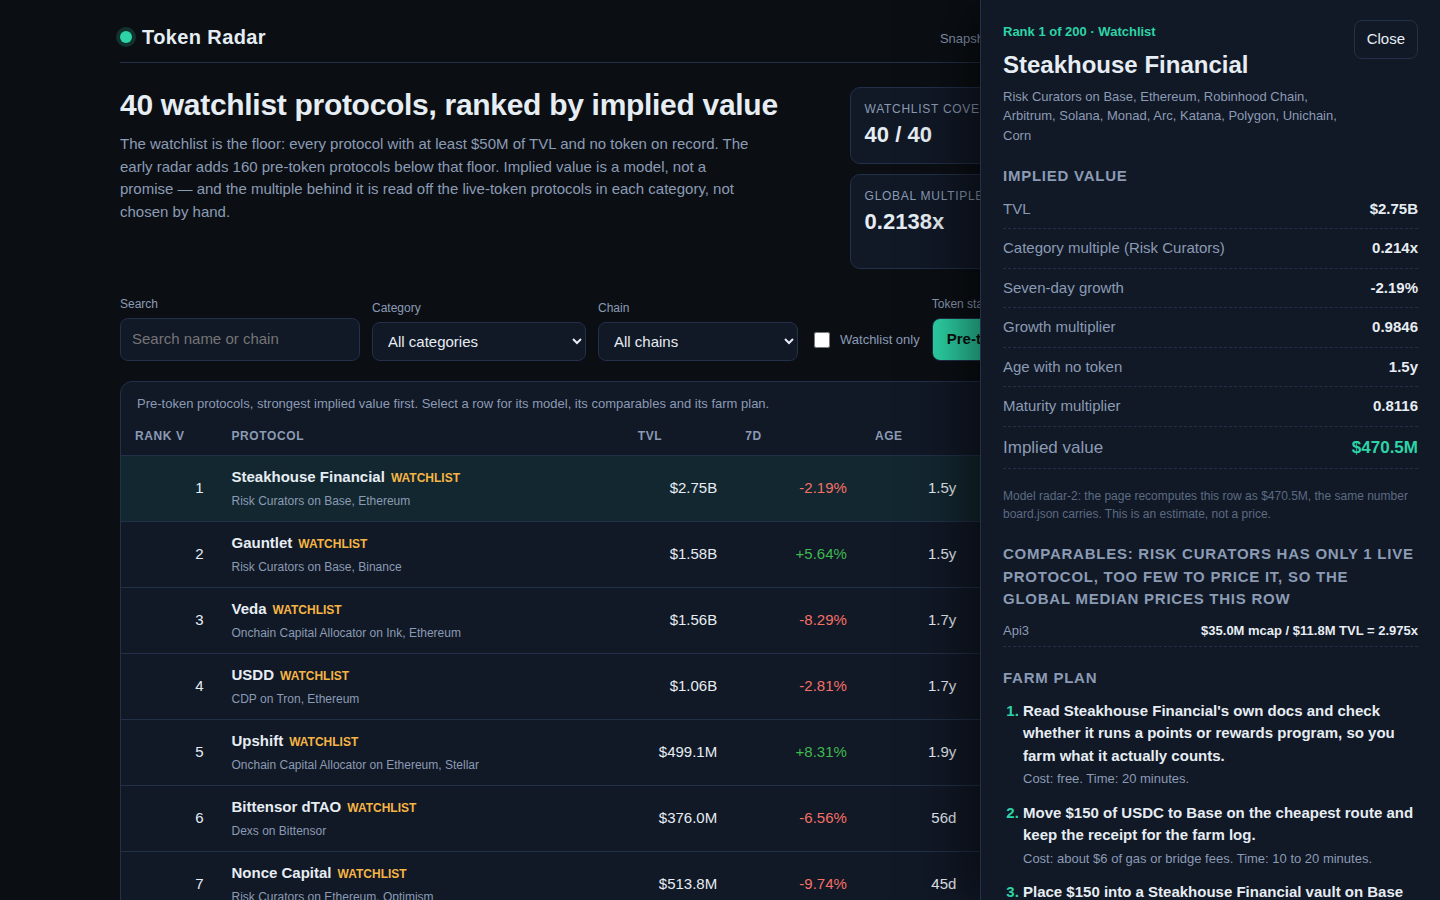 Token Radar
40 watchlist protocols, ranked by implied value
The watchlist is the floor: every protocol with at least $50M of TVL and no token on record. The
early radar adds 160 pre-token protocols below that floor. Implied value is a model, not a
promise — and the multiple behind it is read off the live-token protocols in each category, not
chosen by hand.
40 / 40
GLOBAL MULTIPLE
0.2138x
Search
Search name or chain
Category
All categories
Chain
All chains
Watchlist only
Token
Pre-token protocols, strongest implied value first. Select a row for its model, its comparables and its farm plan.
RANK V PROTOCOL TVL 7D AGE
1 Steakhouse Financial WATCHLIST $2.75B -2.19% 1.5y
Risk Curators on Base, Ethereum
2 Gauntlet WATCHLIST $1.58B +5.64% 1.5y
Risk Curators on Base, Binance
3 Veda WATCHLIST $1.56B -8.29% 1.7y
Onchain Capital Allocator on Ink, Ethereum
4 USDD WATCHLIST $1.06B -2.81% 1.7y
CDP on Tron, Ethereum
5 Upshift WATCHLIST $499.1M +8.31% 1.9y
Onchain Capital Allocator on Ethereum, Stellar
6 Bittensor dTAO WATCHLIST $376.0M -6.56% 56d
Dexs on Bittensor
7 Nonce Capital WATCHLIST $513.8M -9.74% 45d
Risk Curators on Ethereum, Optimism
WATCHLIST
Rank 1 of 200 · Watchlist
Close
Steakhouse Financial
Risk Curators on Base, Ethereum, Robinhood Chain,
Arbitrum, Solana, Monad, Arc, Katana, Polygon, Unichain,
Corn
IMPLIED VALUE
TVL $2.75B
Category multiple (Risk Curators) 0.214x
Seven-day growth -2.19%
Growth multiplier 0.9846
Age with no token 1.5y
Maturity multiplier 0.8116
Implied value $470.5M
Model radar-2: the page recomputes this row as $470.5M, the same number
board.json carries. This is an estimate, not a price.
COMPARABLES: RISK CURATORS HAS ONLY 1 LIVE
PROTOCOL, TOO FEW TO PRICE IT, SO THE
GLOBAL MEDIAN PRICES THIS ROW
Api3 $35.0M mcap / $11.8M TVL = 2.975x
FARM PLAN
1. Read Steakhouse Financial's own docs and check
whether it runs a points or rewards program, so you
farm what it actually counts.
Cost: free. Time: 20 minutes.
2. Move $150 of USDC to Base on the cheapest route and
keep the receipt for the farm log.
Cost: about $6 of gas or bridge fees. Time: 10 to 20 minutes.
3. Place $150 into a Steakhouse Financial vault on Base